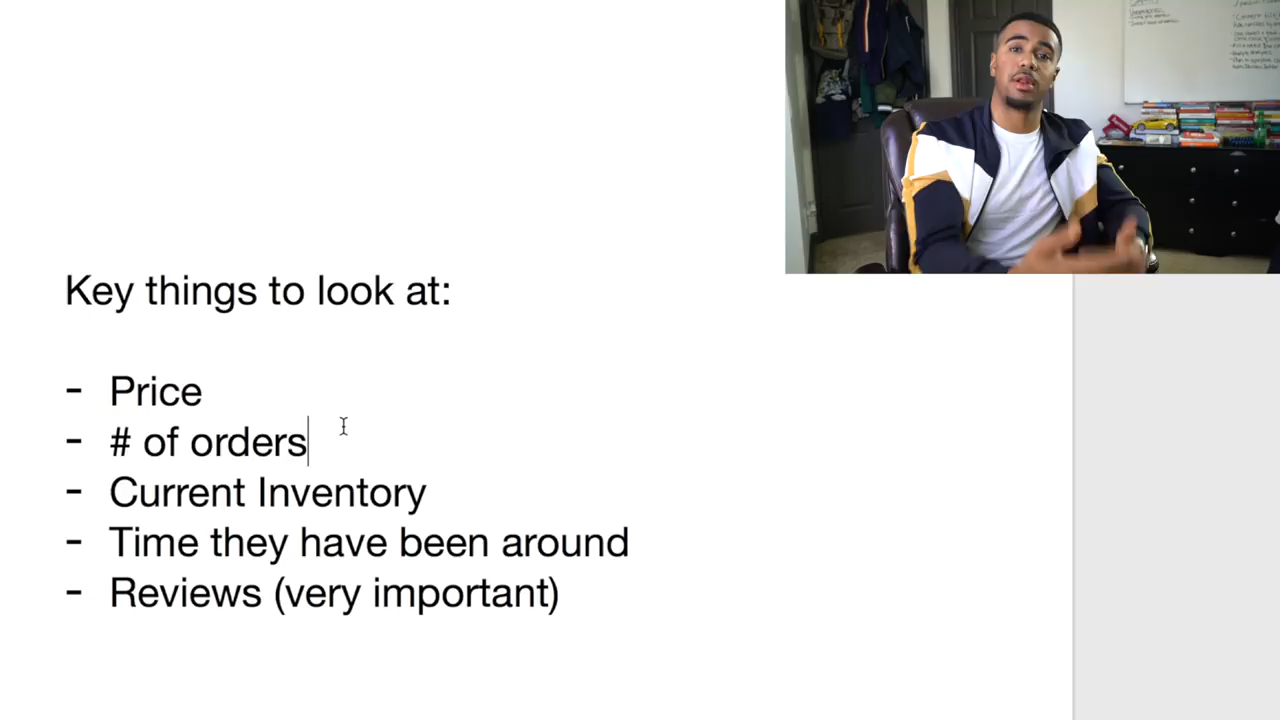 Key things to look at:
- Price
- # of orders
- Current Inventory
- Time they have been around
- Reviews (very important)